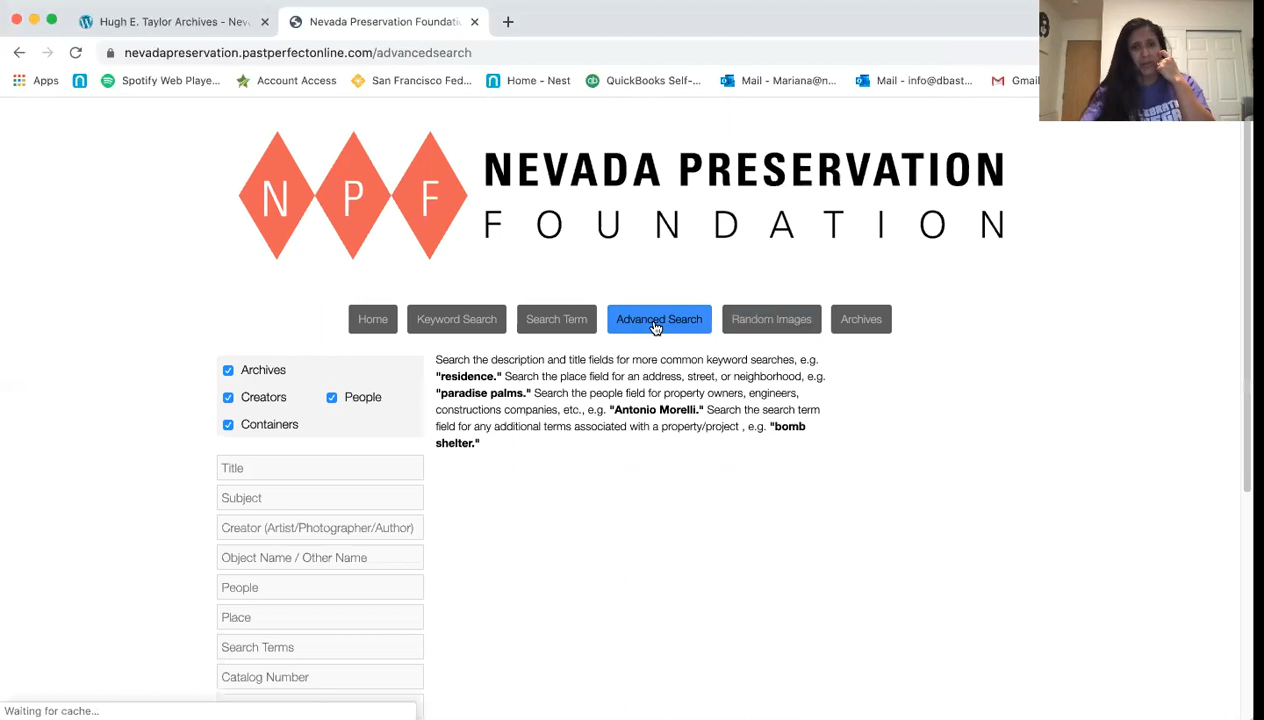 Hugh E. Taylor Archives - Nev
Nevada Preservation Foundati
nevadapreservation.pastperfectonline.com/advancedsearch
Apps
Spotify Web Playe...
Account Access
San Francisco Fed...
Home - Nest
QuickBooks Self-...
Mail - Mariana@n...
Mail - info@dbast...
Gmai
N P F
NEVADA PRESERVATION
FOUNDATION
Home
Keyword Search
Search Term
Advanced Search
Random Images
Archives
Archives
Creators
People
Containers
Search the description and title fields for more common keyword searches, e.g.
"residence." Search the place field for an address, street, or neighborhood, e.g.
"paradise palms." Search the people field for property owners, engineers,
constructions companies, etc., e.g. "Antonio Morelli." Search the search term
field for any additional terms associated with a property/project , e.g. "bomb
shelter."
Title
Subject
Creator (Artist/Photographer/Author)
Object Name / Other Name
People
Place
Search Terms
Catalog Number
Waiting for cache...